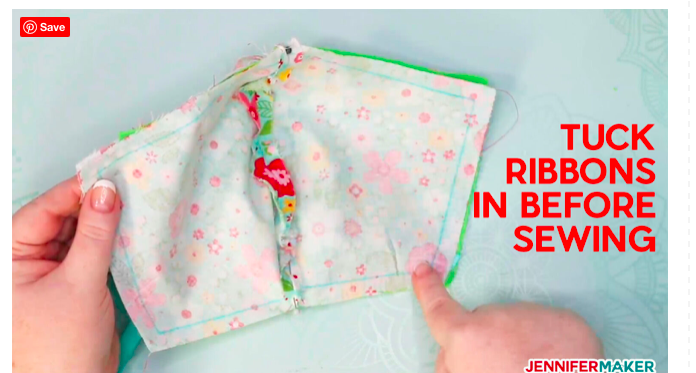 Save
TUCK
RIBBONS
IN BEFORE
SEWING
JENNIFERMAKER